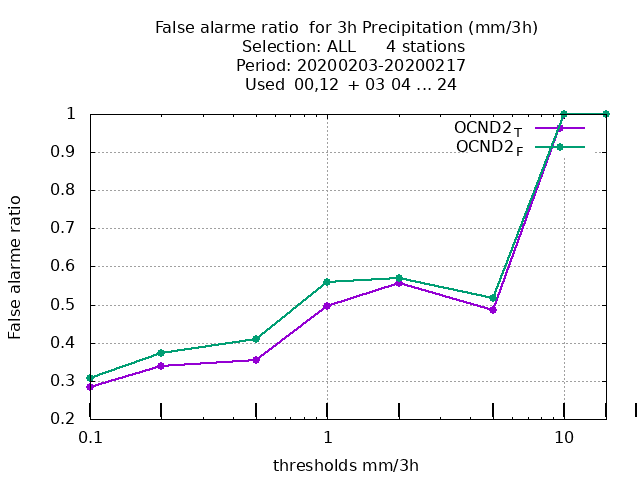 False alarme ratio  for 3h Precipitation (mm/3h)
Selection: ALL      4 stations
Period: 20200203-20200217
Used  00,12  + 03 04 ... 24
1
0.9
0.8
0.7
0.6
0.5
0.4
0.3
0.2
False alarme ratio
OCND2T
OCND2F
0.1
1
10
thresholds mm/3h